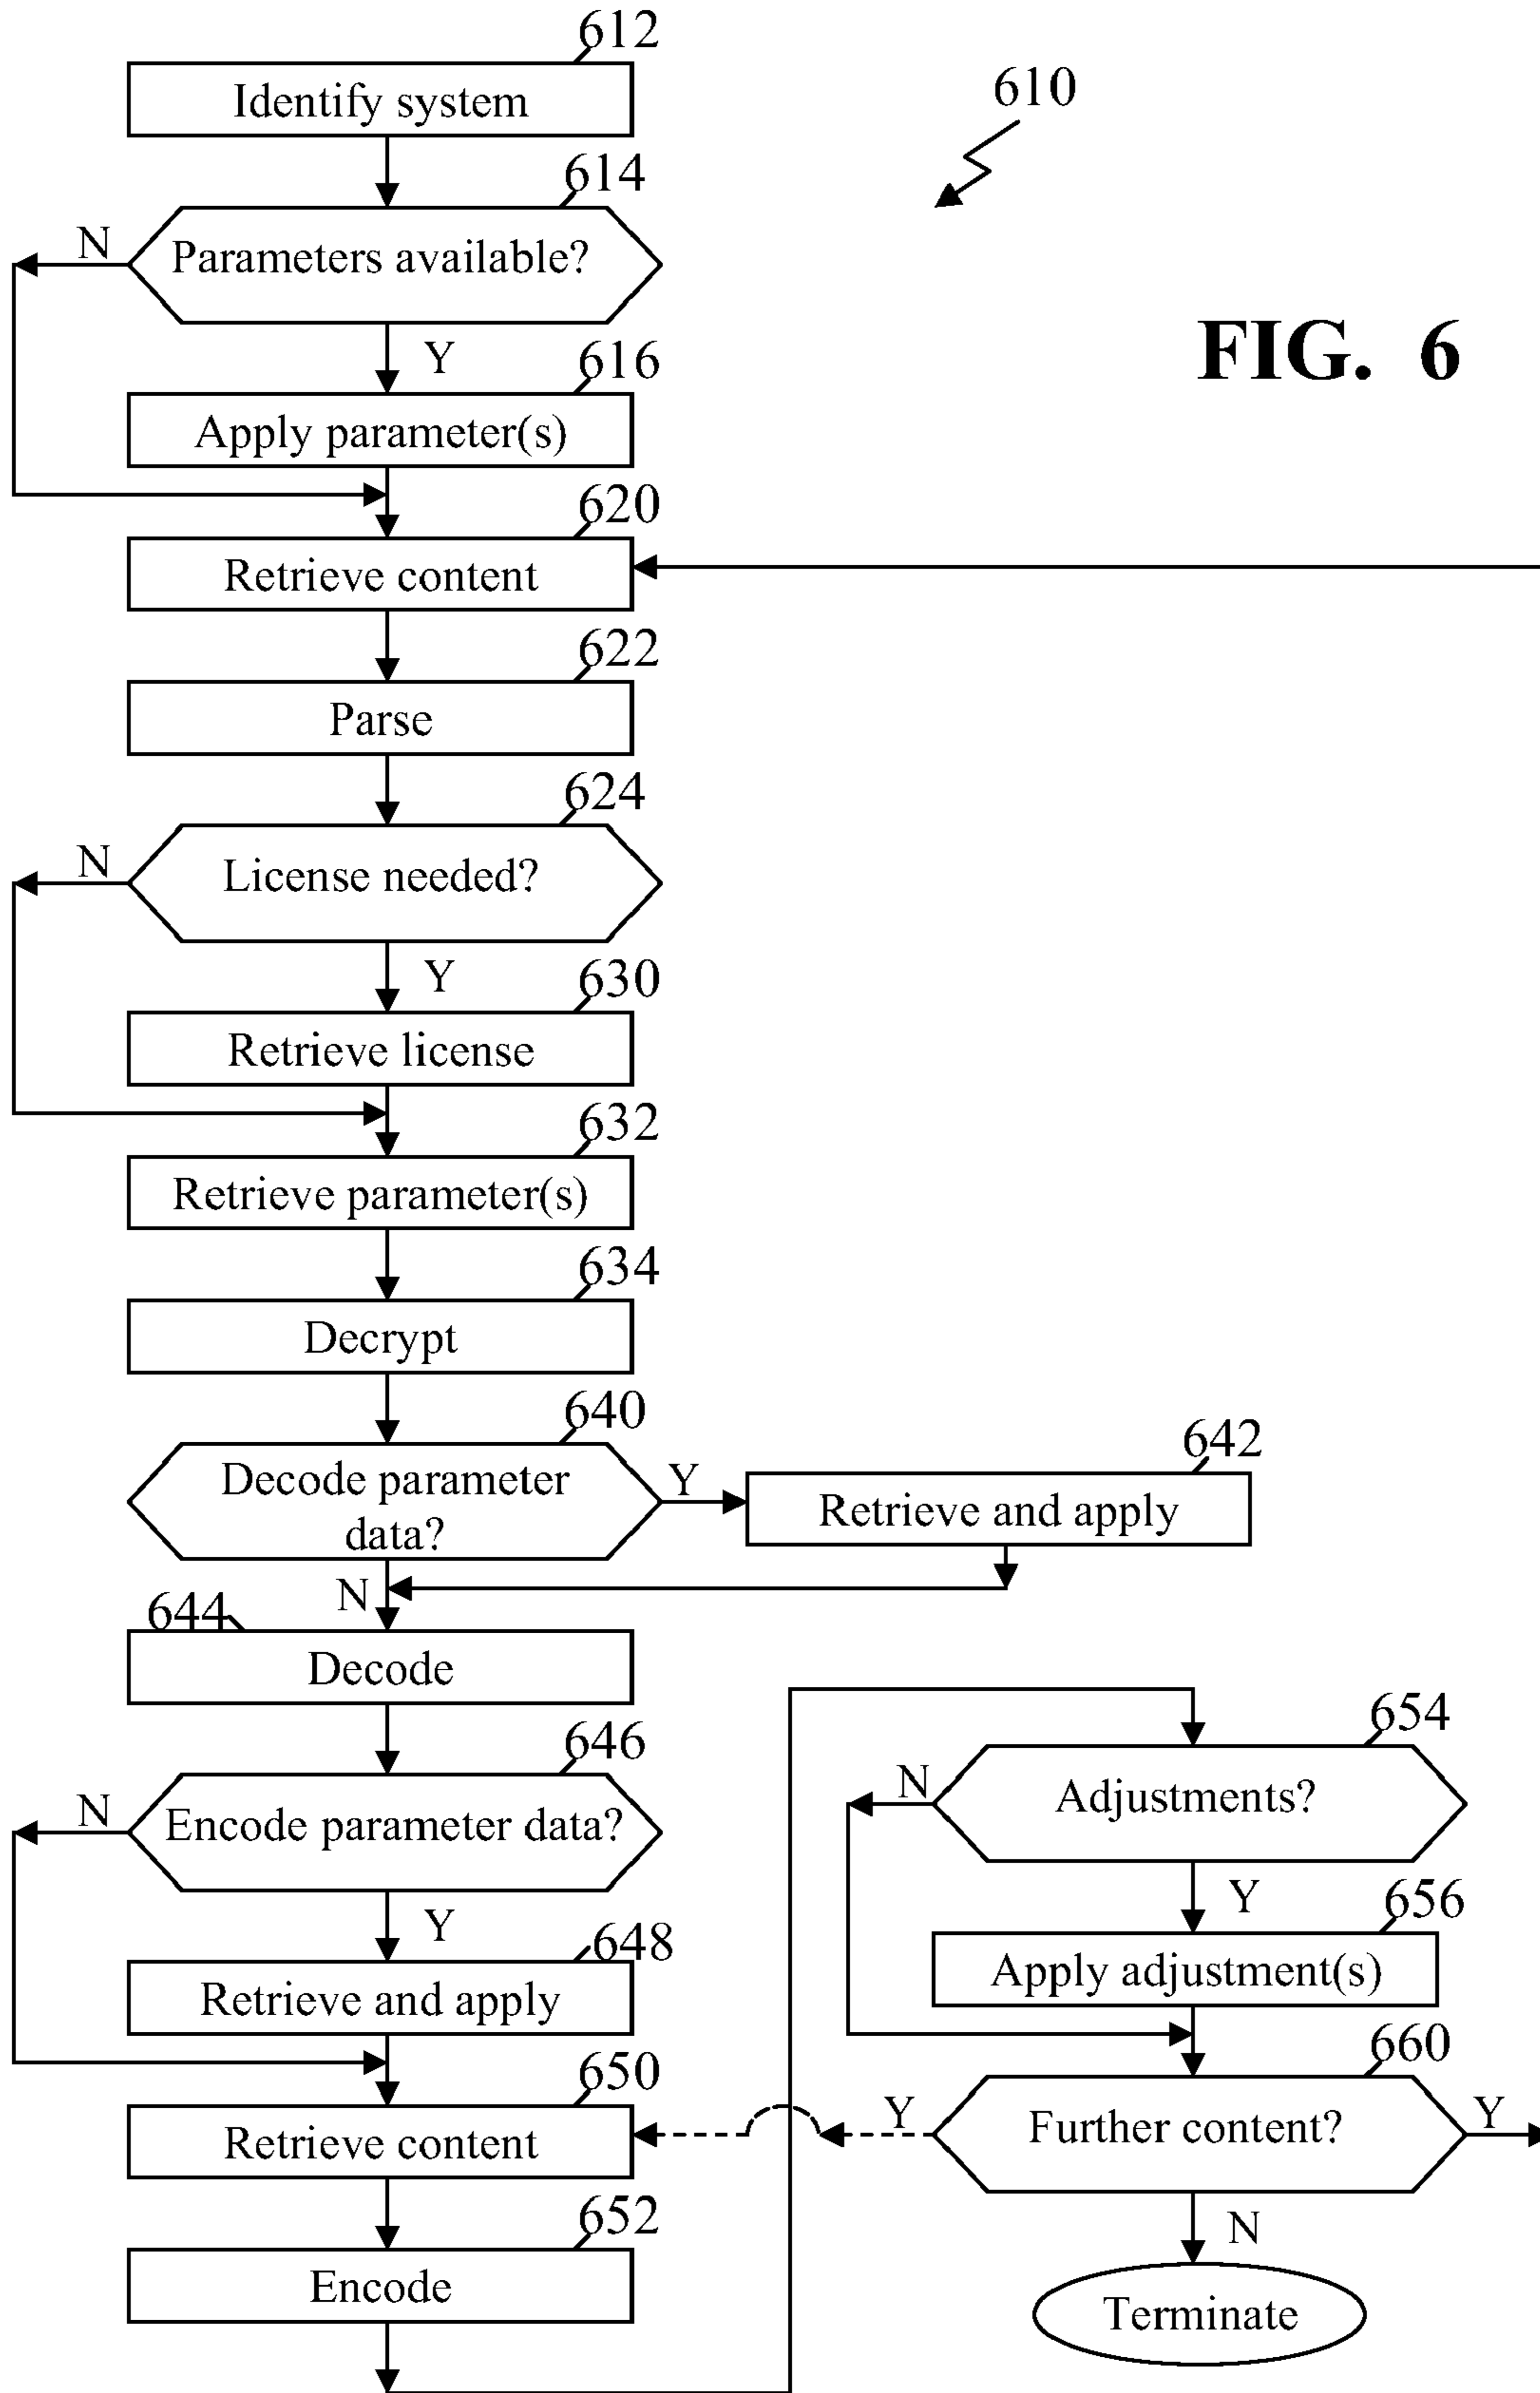 612
Identify system
610
614
N
Parameters available?
FIG. 6
Y
616
Apply parameter(s)
620
Retrieve content
622
Parse
624
N
License needed?
Y
630
Retrieve license
632
Retrieve parameter(s)
634
Decrypt
640
Decode parameter
data?
Y
642
Retrieve and apply
N
644
Decode
646
N
Encode parameter data?
Y
648
Retrieve and apply
650
Retrieve content
652
Encode
654
N
Adjustments?
Y
656
Apply adjustment(s)
660
Y
Further content?
Y
N
Terminate